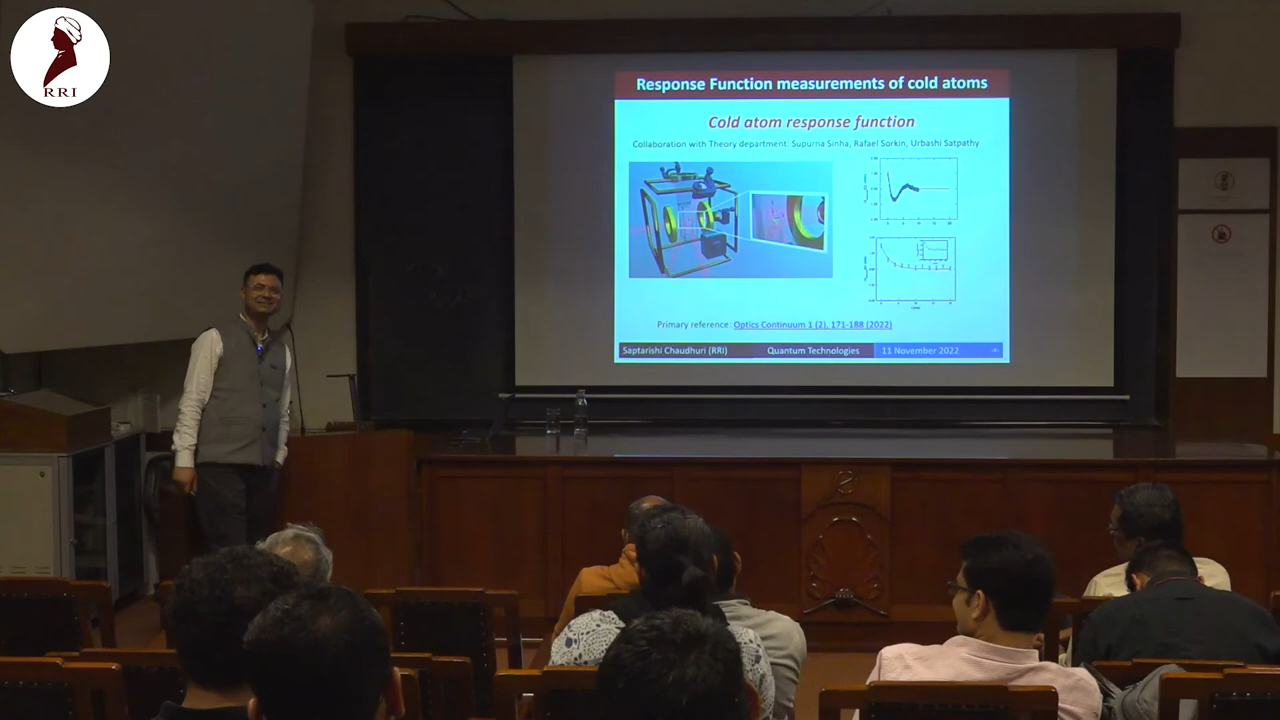 RRI
Response Function measurements of cold atoms
Cold atom response function
Collaboration with Theory department: Supurna Sinha, Rafael Sorkin, Urbashi Satpathy
Primary reference: Optics Continuum 1 (2), 171-188 (2022)
Saptarishi Chaudhuri (RRI) Quantum Technologies 11 November 2022